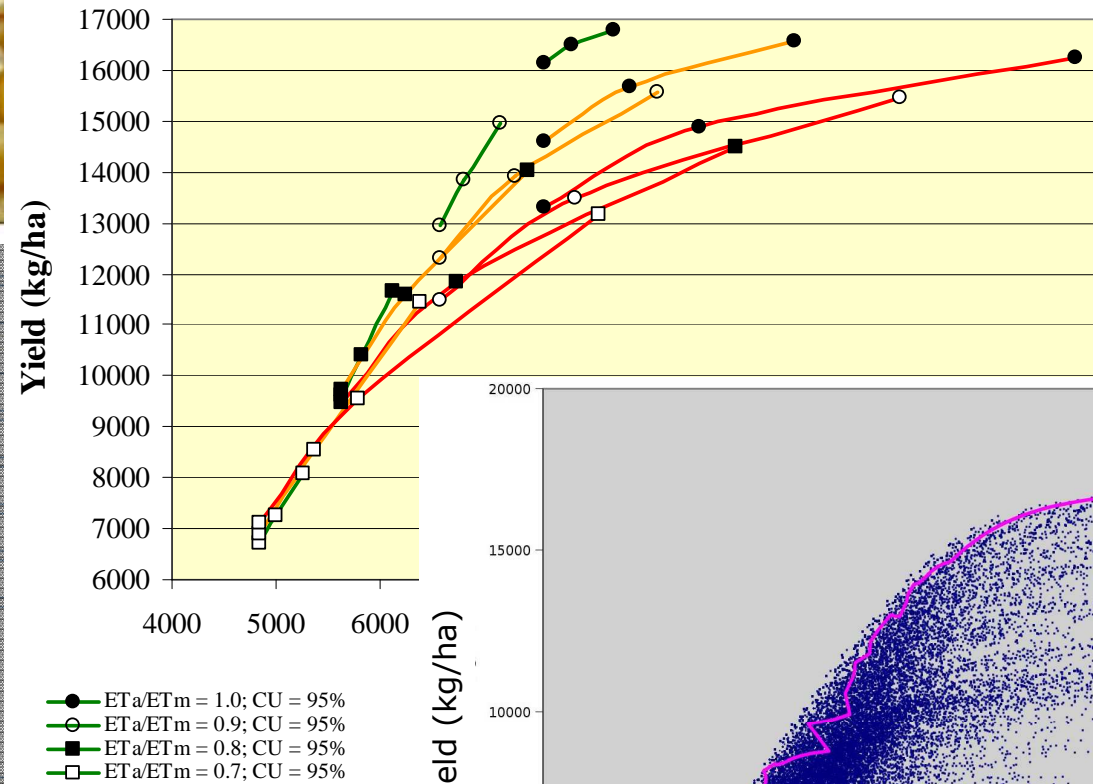 17000
16000
15000
14000
13000
12000
11000
10000
9000
8000
7000
6000
Yield (kg/ha)
4000 5000 6000
ETa/ETm = 1.0; CU = 95%
ETa/ETm = 0.9; CU = 95%
ETa/ETm = 0.8; CU = 95%
ETa/ETm = 0.7; CU = 95%
20000
15000
10000
eld (kg/ha)